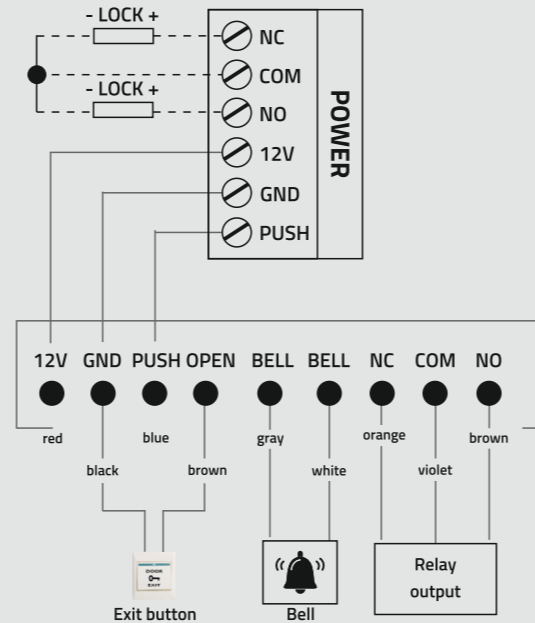 - LOCK +
NC
COM
- LOCK +
NO
12V
GND
PUSH
POWER
12V GND PUSH OPEN BELL BELL NC COM NO
red blue gray orange brown
black brown white violet
DOOR
EXIT
Exit button
Bell
Relay
output